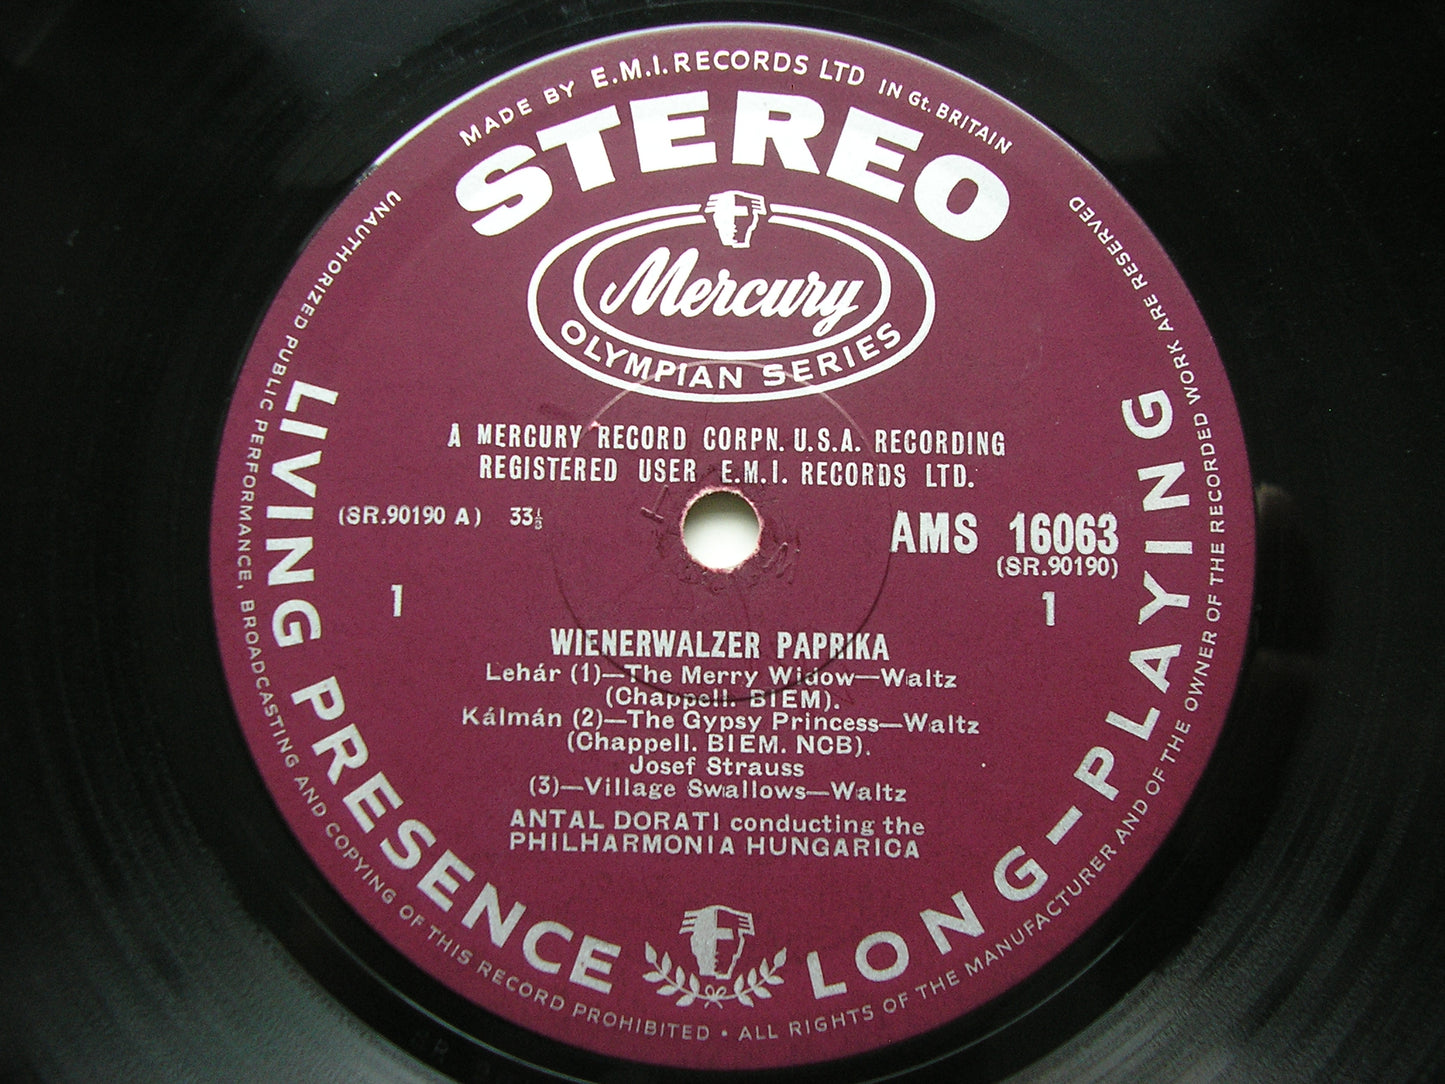 MADE BY E.M.I. RECORDS LTD IN Gt. BRITAIN
STEREO
Mercury
OLYMPIAN SERIES
A MERCURY RECORD CORPN. U.S.A. RECORDING
REGISTERED USER E.M.I. RECORDS LTD.
(SR.90190 A) 33⅓
AMS 16063
(SR.90190)
1
1
WIENERWALZER PAPRIKA
Lehár (1)—The Merry Widow—Waltz
(Chappell. BIEM).
Kálmán (2)—The Gypsy Princess—Waltz
(Chappell. BIEM. NCB).
Josef Strauss
(3)—Village Swallows—Waltz
ANTAL DORATI conducting the
PHILHARMONIA HUNGARICA
LIVING PRESENCE
LONG-PLAYING
UNAUTHORIZED PUBLIC PERFORMANCE, BROADCASTING AND COPYING OF THIS RECORD PROHIBITED • ALL RIGHTS OF THE MANUFACTURER AND OF THE OWNER OF THE RECORDED WORK ARE RESERVED